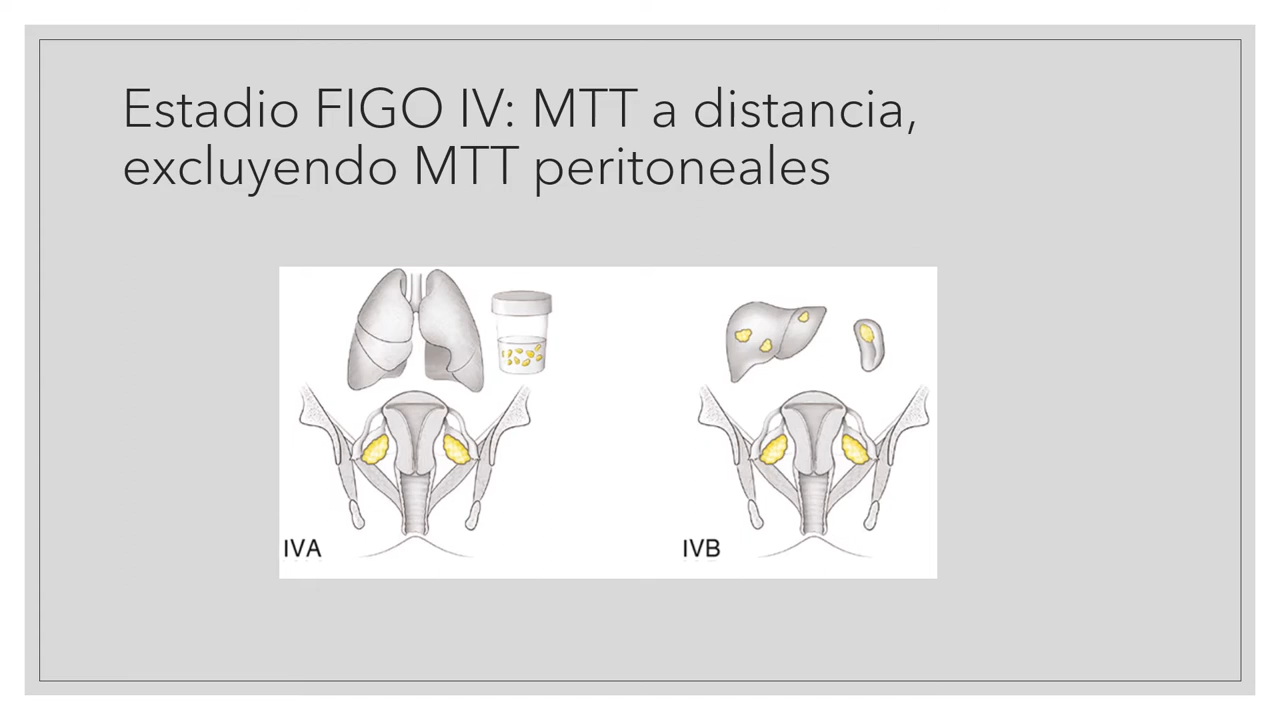 Estadio FIGO IV: MTT a distancia,
excluyendo MTT peritoneales
IVA
IVB